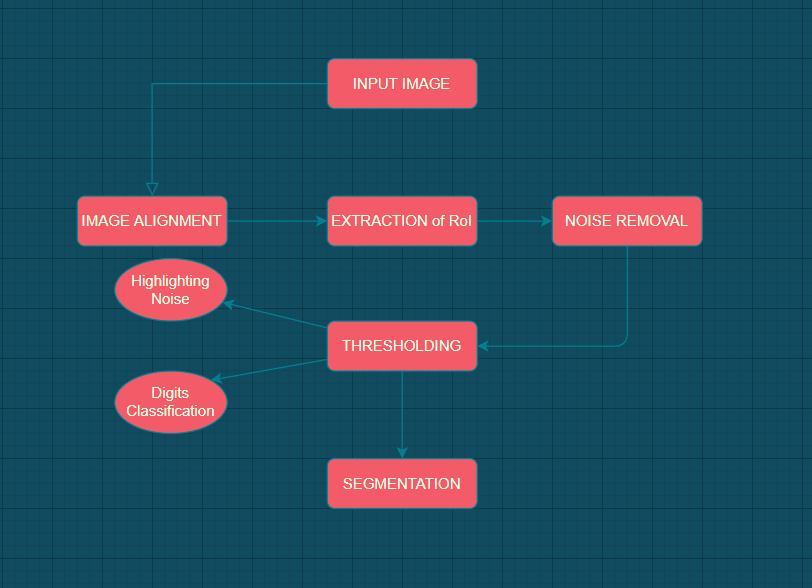 INPUT IMAGE
IMAGE ALIGNMENT
EXTRACTION of RoI
NOISE REMOVAL
Highlighting
Noise
THRESHOLDING
Digits
Classification
SEGMENTATION